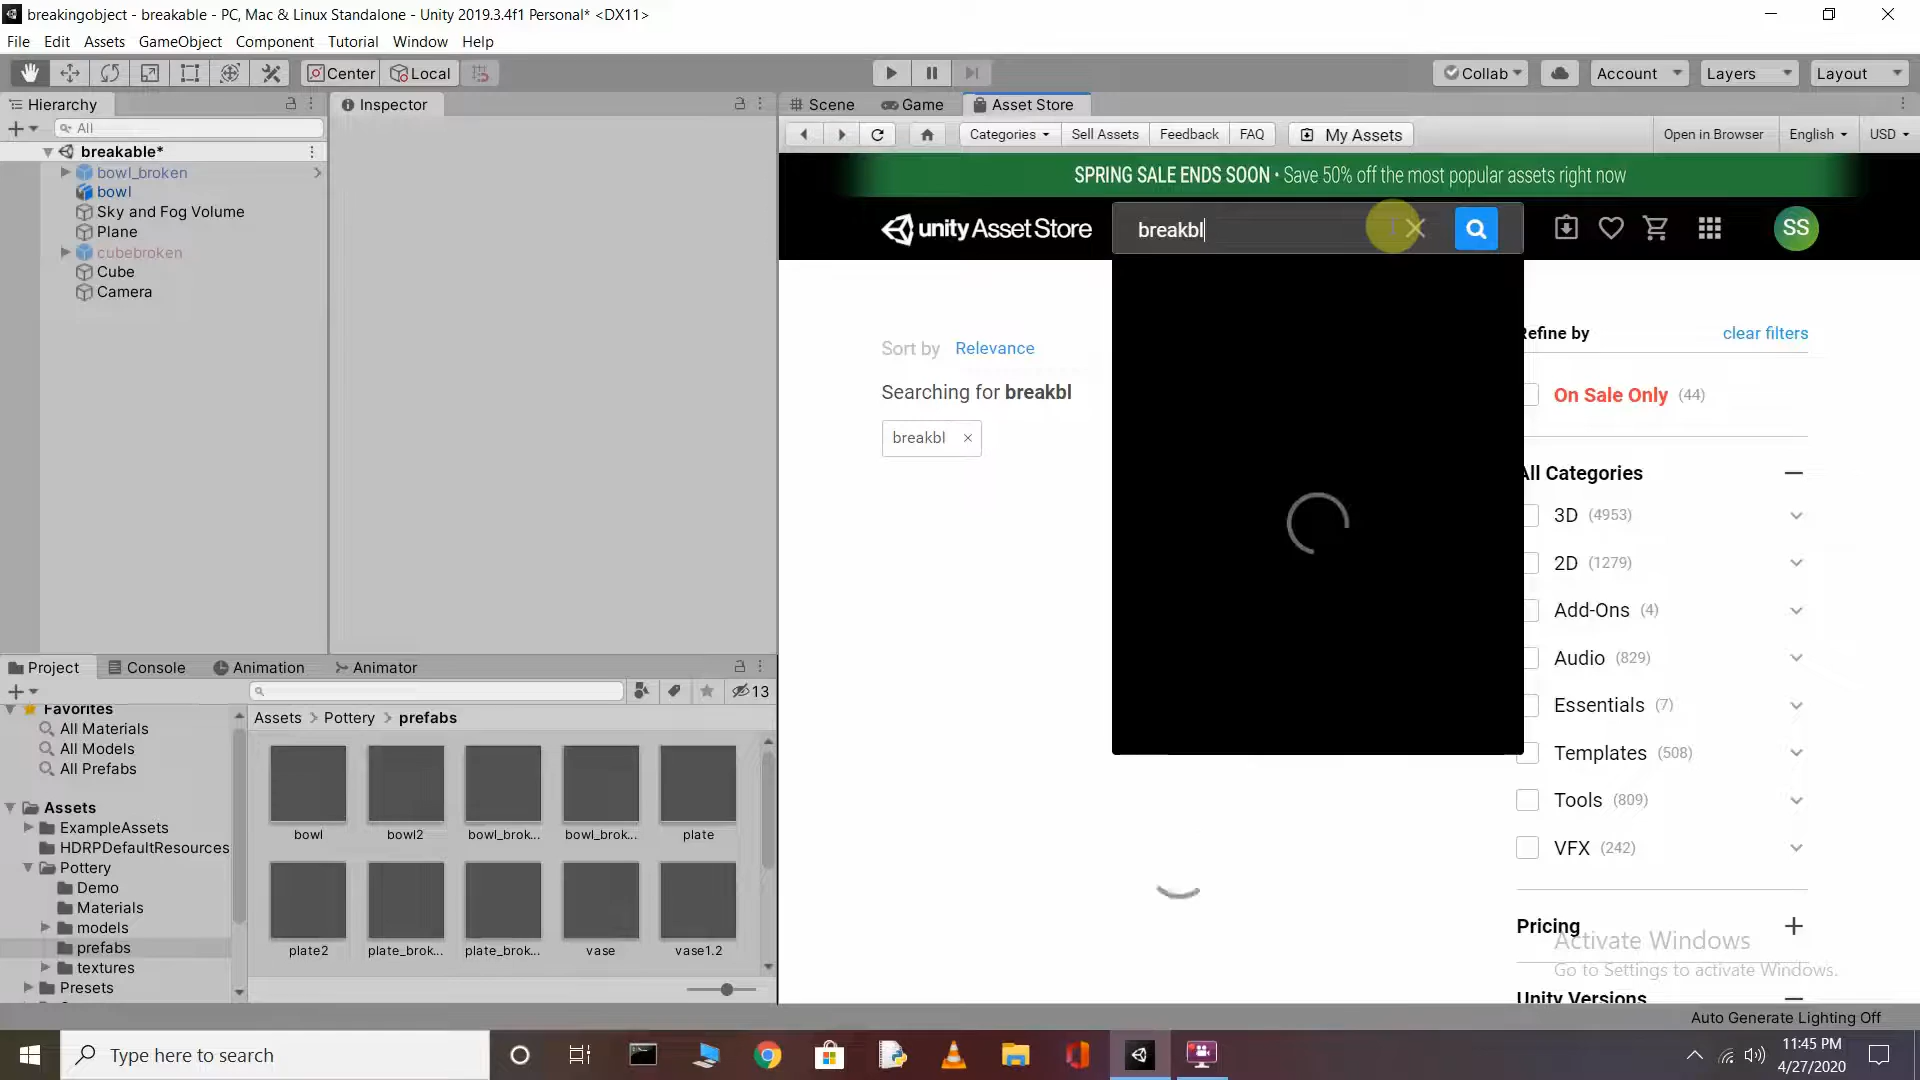 breakingobject - breakable - PC, Mac & Linux Standalone - Unity 2019.3.4f1 Personal* <DX11>
File Edit Assets GameObject Component Tutorial Window Help
Center Local Collab Account Layers Layout
Hierarchy Inspector Scene Game Asset Store
All
Categories Sell Assets Feedback FAQ My Assets Open in Browser English USD
breakable*
bowl_broken
bowl
Sky and Fog Volume
Plane
cubebroken
Cube
Camera
SPRING SALE ENDS SOON • Save 50% off the most popular assets right now
unity Asset Store
breakbl
SS
Sort by Relevance
Searching for breakbl
breakbl ×
Refine by clear filters
On Sale Only (44)
All Categories
3D (4953)
2D (1279)
Add-Ons (4)
Audio (829)
Essentials (7)
Templates (508)
Tools (809)
VFX (242)
Pricing
Unity Versions
Activate Windows
Go to Settings to activate Windows.
Project Console Animation Animator
13
Favorites
All Materials
All Models
All Prefabs
Assets
ExampleAssets
HDRPDefaultResources
Pottery
Demo
Materials
models
prefabs
textures
Presets
Assets > Pottery > prefabs
bowl bowl2 bowl_brok... bowl_brok... plate
plate2 plate_brok... plate_brok... vase vase1.2
Auto Generate Lighting Off
Type here to search
11:45 PM
4/27/2020